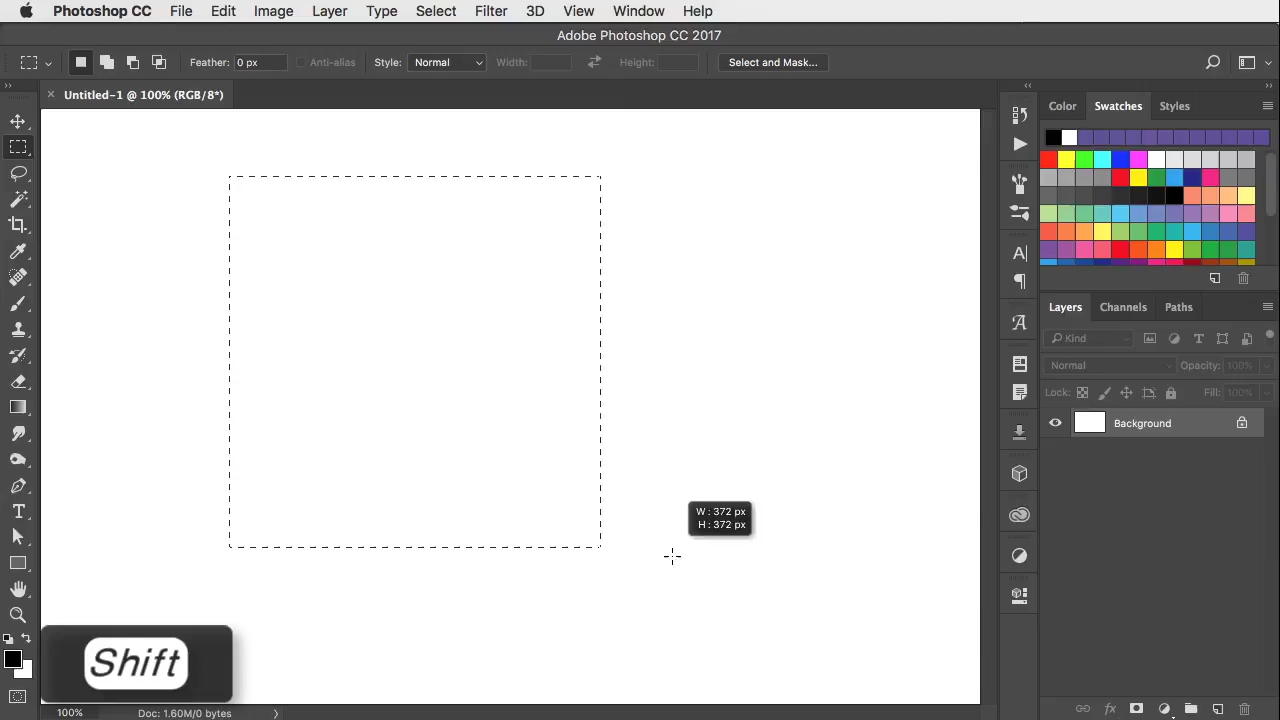 Photoshop CC File Edit Image Layer Type Select Filter 3D View Window Help
Adobe Photoshop CC 2017
Feather: 0 px Anti-alias Style: Normal Width: Height: Select and Mask...
Untitled-1 @ 100% (RGB/8*)
Color Swatches Styles
Layers Channels Paths
Kind
Normal Opacity: 100%
Lock: Fill: 100%
Background
W : 372 px
H : 372 px
Shift
100% Doc: 1.60M/0 bytes